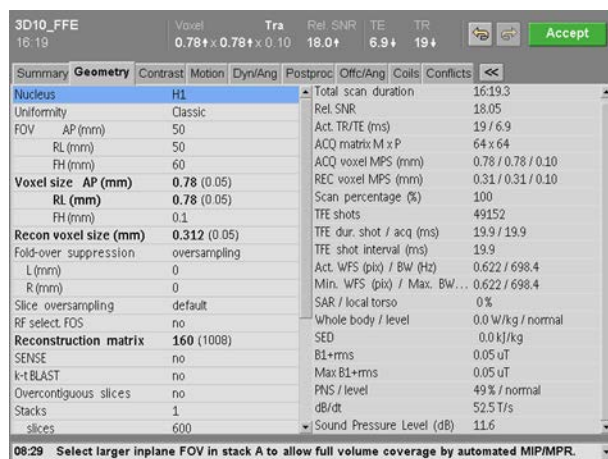 3D10_FFE Voxel Tra Rel. SNR TE TR
16:19 0.78↑x 0.78↑x 0.10 18.0↑ 6.9↓ 19↓ Accept
Summary Geometry Contrast Motion Dyn/Ang Postproc Offc/Ang Coils Conflicts <<
Nucleus H1
Uniformity Classic
FOV AP (mm) 50
RL (mm) 50
FH (mm) 60
Voxel size AP (mm) 0.78 (0.05)
RL (mm) 0.78 (0.05)
FH (mm) 0.1
Recon voxel size (mm) 0.312 (0.05)
Fold-over suppression oversampling
L (mm) 0
R (mm) 0
Slice oversampling default
RF select. FOS no
Reconstruction matrix 160 (1008)
SENSE no
k-t BLAST no
Overcontiguous slices no
Stacks 1
slices 600
Total scan duration 16:19.3
Rel. SNR 18.05
Act. TR/TE (ms) 19 / 6.9
ACQ matrix M x P 64 x 64
ACQ voxel MPS (mm) 0.78 / 0.78 / 0.10
REC voxel MPS (mm) 0.31 / 0.31 / 0.10
Scan percentage (%) 100
TFE shots 49152
TFE dur. shot / acq (ms) 19.9 / 19.9
TFE shot interval (ms) 19.9
Act. WFS (pix) / BW (Hz) 0.622 / 698.4
Min. WFS (pix) / Max. BW... 0.622 / 698.4
SAR / local torso 0 %
Whole body / level 0.0 W/kg / normal
SED 0.0 kJ/kg
B1+rms 0.05 uT
Max B1+rms 0.05 uT
PNS / level 49 % / normal
dB/dt 52.5 T/s
Sound Pressure Level (dB) 11.6
08:29 Select larger inplane FOV in stack A to allow full volume coverage by automated MIP/MPR.